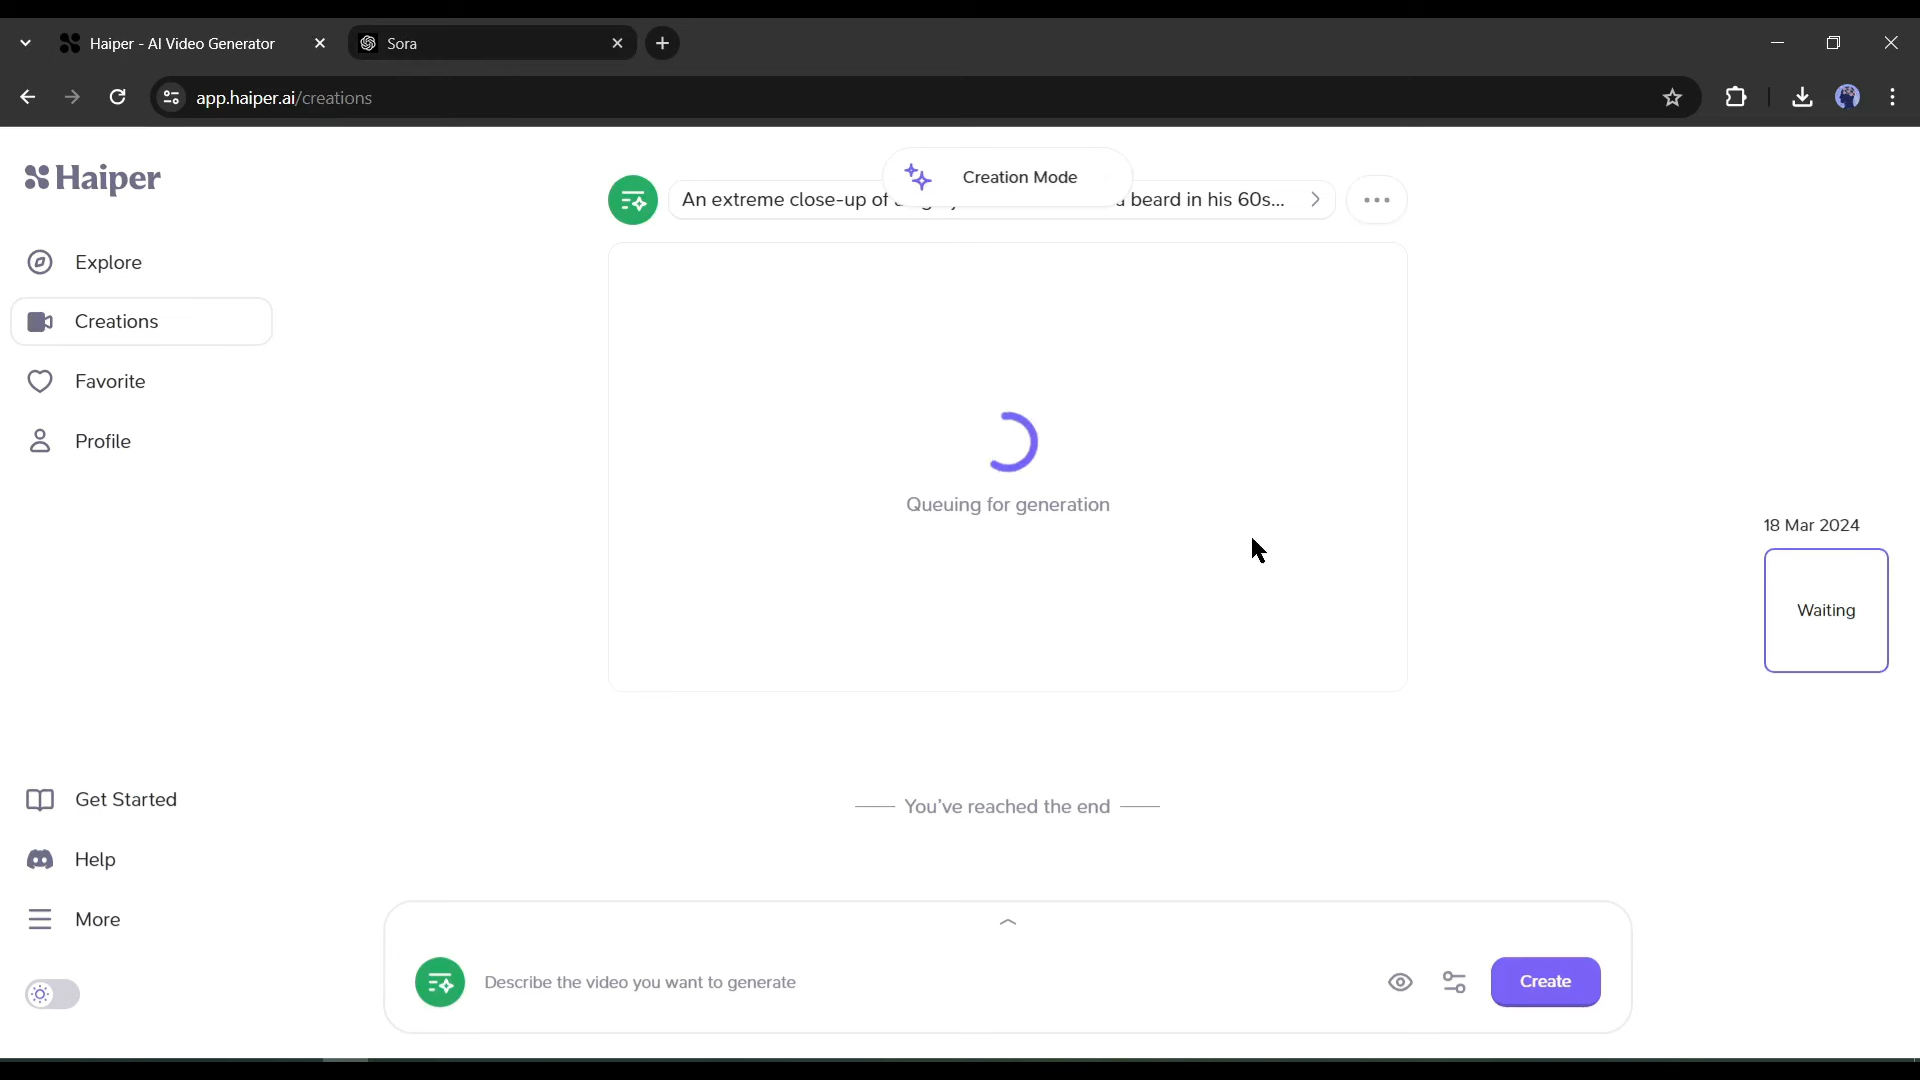 Haiper - AI Video Generator
Sora
app.haiper.ai/creations
Haiper
Creation Mode
An extreme close-up of beard in his 60s...
Explore
Creations
Favorite
Profile
Queuing for generation
18 Mar 2024
Waiting
Get Started
You've reached the end
Help
More
Describe the video you want to generate
Create